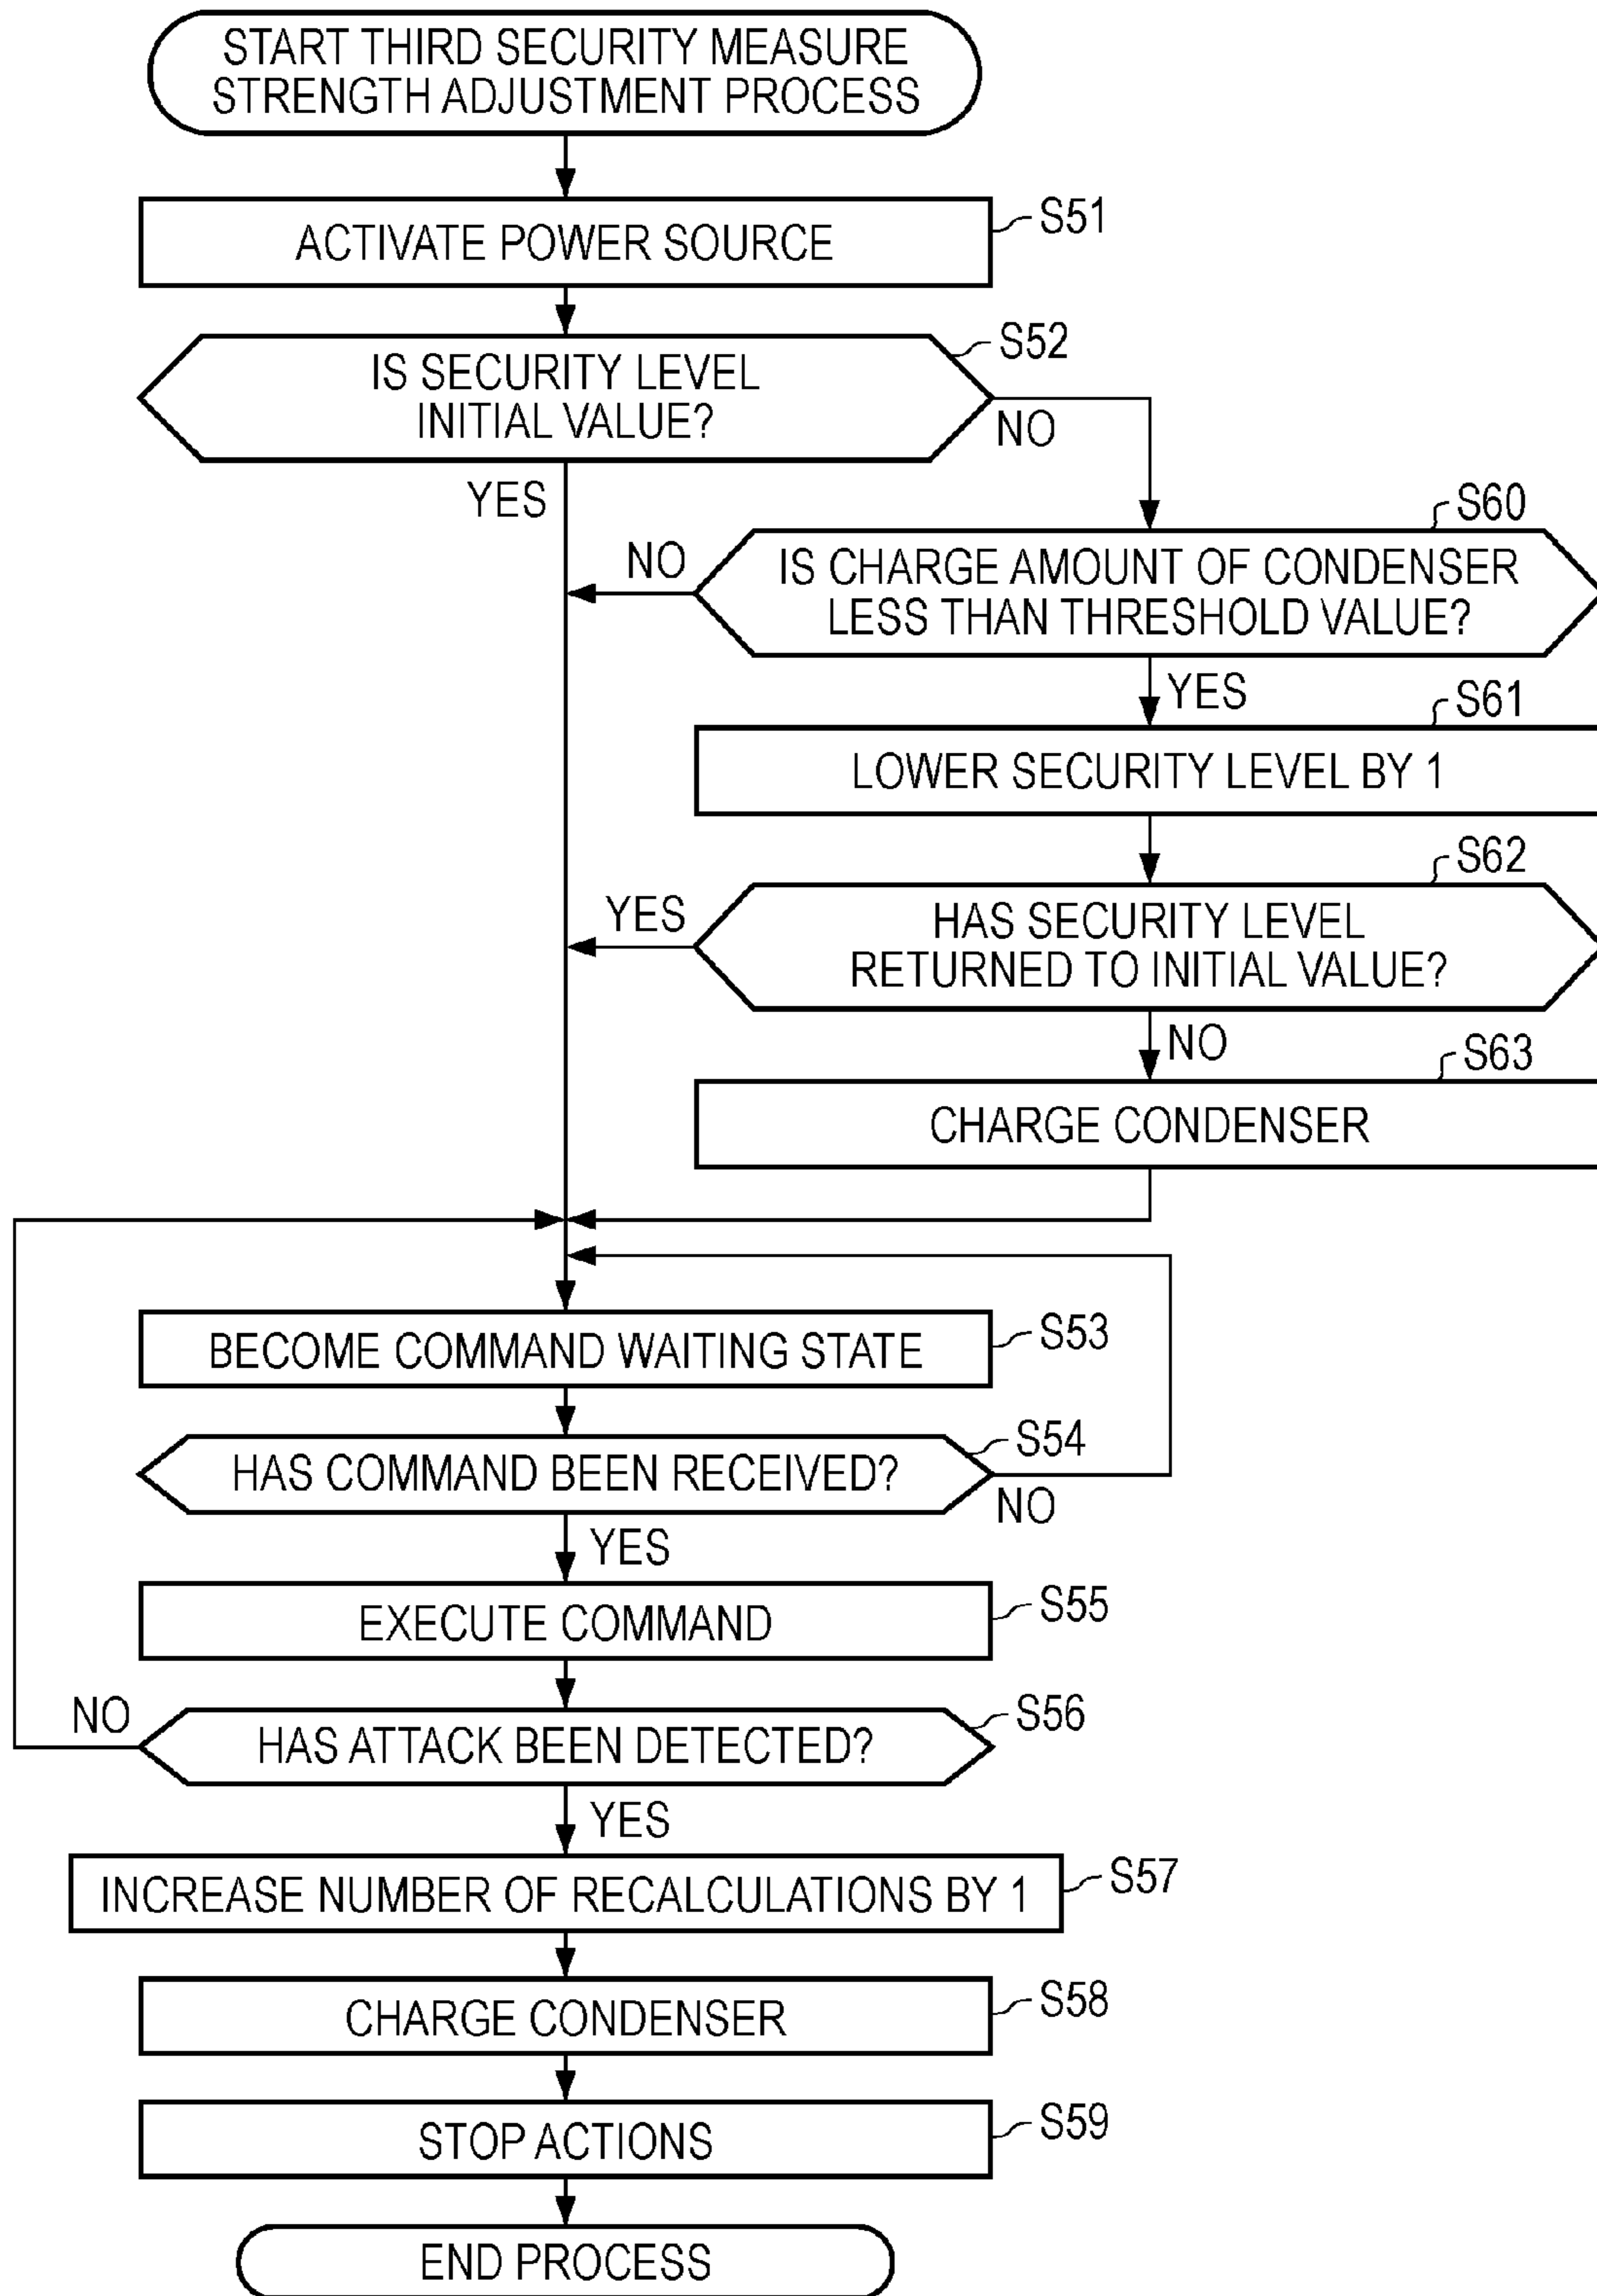 START THIRD SECURITY MEASURE
STRENGTH ADJUSTMENT PROCESS
ACTIVATE POWER SOURCE
S51
IS SECURITY LEVEL
INITIAL VALUE?
S52
NO
YES
S60
IS CHARGE AMOUNT OF CONDENSER
LESS THAN THRESHOLD VALUE?
NO
YES
S61
LOWER SECURITY LEVEL BY 1
S62
HAS SECURITY LEVEL
RETURNED TO INITIAL VALUE?
YES
NO
S63
CHARGE CONDENSER
BECOME COMMAND WAITING STATE
S53
HAS COMMAND BEEN RECEIVED?
S54
NO
YES
EXECUTE COMMAND
S55
HAS ATTACK BEEN DETECTED?
S56
NO
YES
INCREASE NUMBER OF RECALCULATIONS BY 1
S57
CHARGE CONDENSER
S58
STOP ACTIONS
S59
END PROCESS